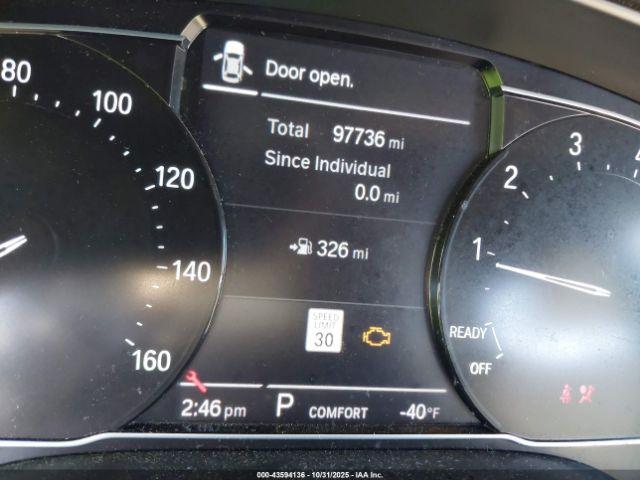 Door open.
Total 97736 mi
Since Individual
0.0 mi
326 mi
SPEED
LIMIT
30
2:46 pm P COMFORT -40°F
80
100
120
140
160
1
2
3
4
READY
OFF
000-43594136 / 10/31/2025 / IAA Inc.